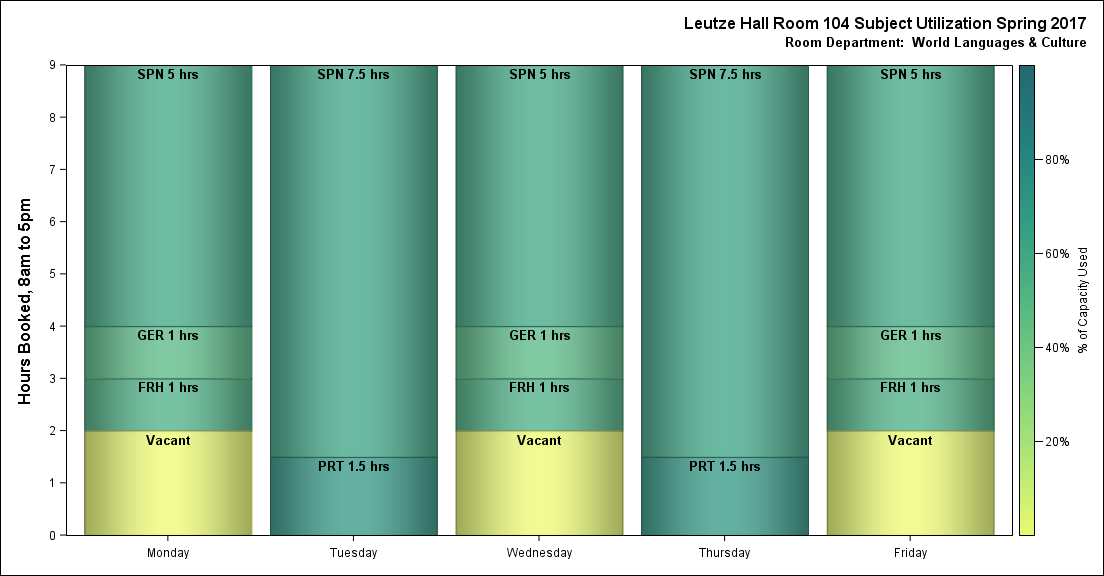 Leutze Hall Room 104 Subject Utilization Spring 2017
Room Department:  World Languages & Culture
Hours Booked, 8am to 5pm
9
8
7
6
5
4
3
2
1
0
SPN 5 hrs
GER 1 hrs
FRH 1 hrs
Vacant
SPN 7.5 hrs
PRT 1.5 hrs
SPN 5 hrs
GER 1 hrs
FRH 1 hrs
Vacant
SPN 7.5 hrs
PRT 1.5 hrs
SPN 5 hrs
GER 1 hrs
FRH 1 hrs
Vacant
Monday
Tuesday
Wednesday
Thursday
Friday
80%
60%
40%
20%
% of Capacity Used